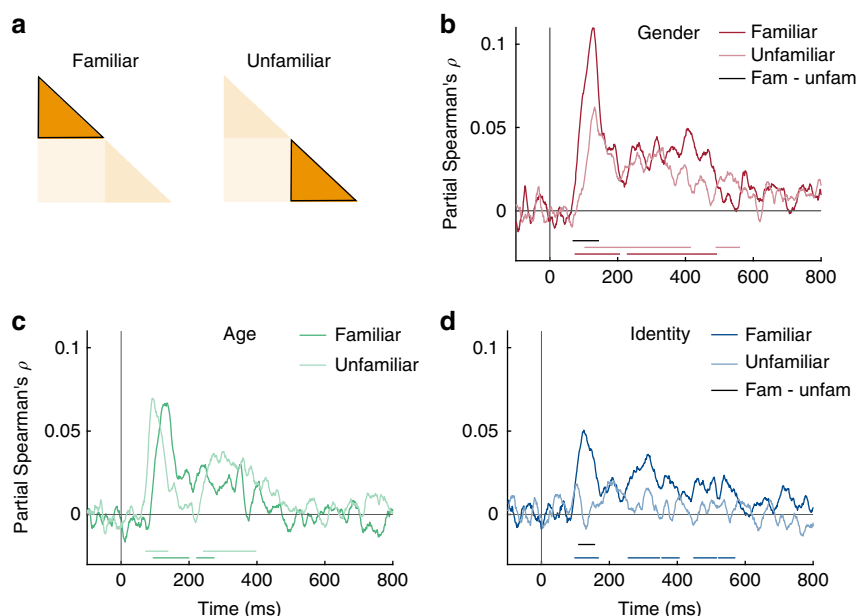 a
Familiar
Unfamiliar
b
Gender
Familiar
Unfamiliar
Fam - unfam
Partial Spearman's ρ
0.1
0.05
0
0
200
400
600
800
c
Age
Familiar
Unfamiliar
Partial Spearman's ρ
0.1
0.05
0
0
200
400
600
800
Time (ms)
d
Identity
Familiar
Unfamiliar
Fam - unfam
0.1
0.05
0
0
200
400
600
800
Time (ms)